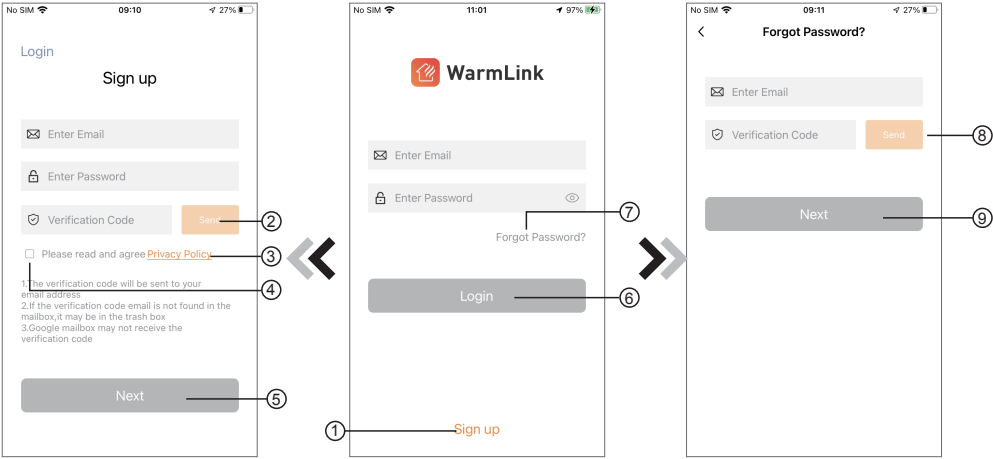 No SIM 09:10 27%
Login
Sign up
Enter Email
Enter Password
Verification Code Send
Please read and agree Privacy Policy
1.The verification code will be sent to your
email address
2.If the verification code email is not found in the
mailbox,it may be in the trash box
3.Google mailbox may not receive the
verification code
Next
②
③
④
⑤
No SIM 11:01 97%
WarmLink
Enter Email
Enter Password
Forgot Password?
Login
Sign up
⑦
⑥
①
No SIM 09:11 27%
Forgot Password?
Enter Email
Verification Code Send
Next
⑧
⑨